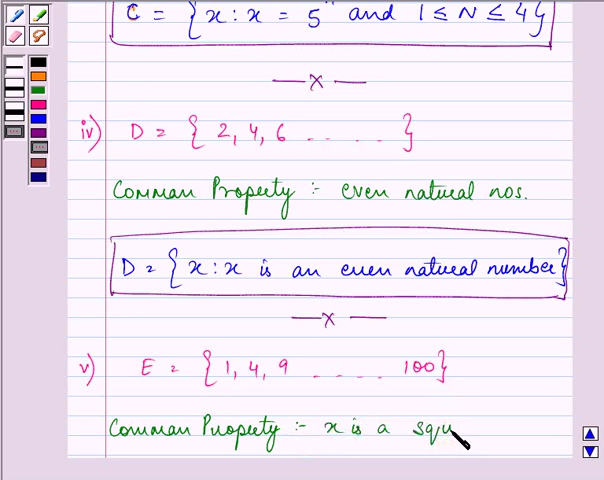 C = { x : x = 5ⁿ and 1 ≤ N ≤ 4}
—— x ——
iv) D = { 2, 4, 6 ...... }
Common Property :- even natural nos.
D = { x : x is an even natural number}
—— x ——
v) E = { 1, 4, 9 ...... 100}
Common Property :- x is a squ